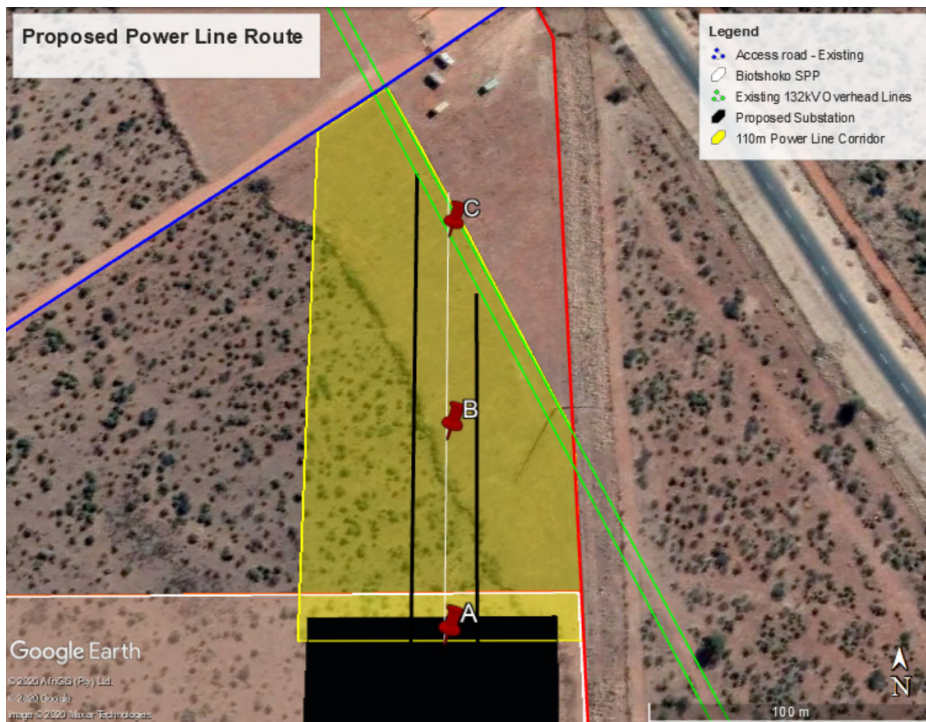 Proposed Power Line Route
Legend
Access road - Existing
Biotshoko SPP
Existing 132kV Overhead Lines
Proposed Substation
110m Power Line Corridor
C
B
A
Google Earth
© 2020 AfriGIS (Pty) Ltd.
© 2020 Google
Image © 2020 Maxar Technologies
N
100 m